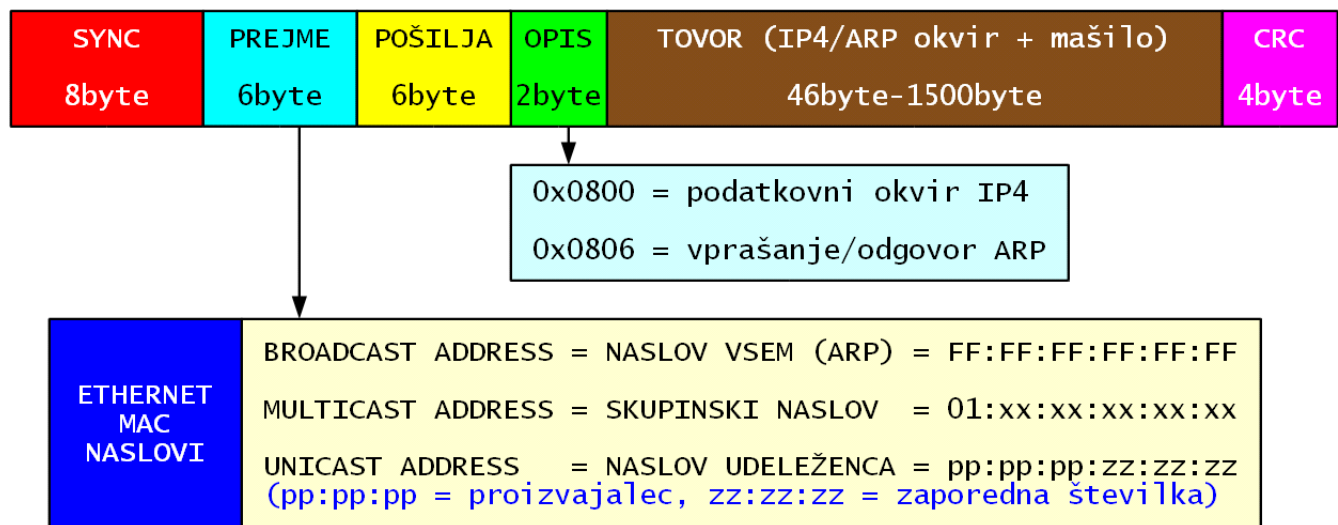 SYNC PREJME POŠILJA OPIS TOVOR (IP4/ARP okvir + mašilo) CRC
8byte 6byte 6byte 2byte 46byte-1500byte 4byte
0x0800 = podatkovni okvir IP4
0x0806 = vprašanje/odgovor ARP
ETHERNET
MAC
NASLOVI
BROADCAST ADDRESS = NASLOV VSEM (ARP) = FF:FF:FF:FF:FF:FF
MULTICAST ADDRESS = SKUPINSKI NASLOV = 01:xx:xx:xx:xx:xx
UNICAST ADDRESS = NASLOV UDELEŽENCA = pp:pp:pp:zz:zz:zz
(pp:pp:pp = proizvajalec, zz:zz:zz = zaporedna številka)